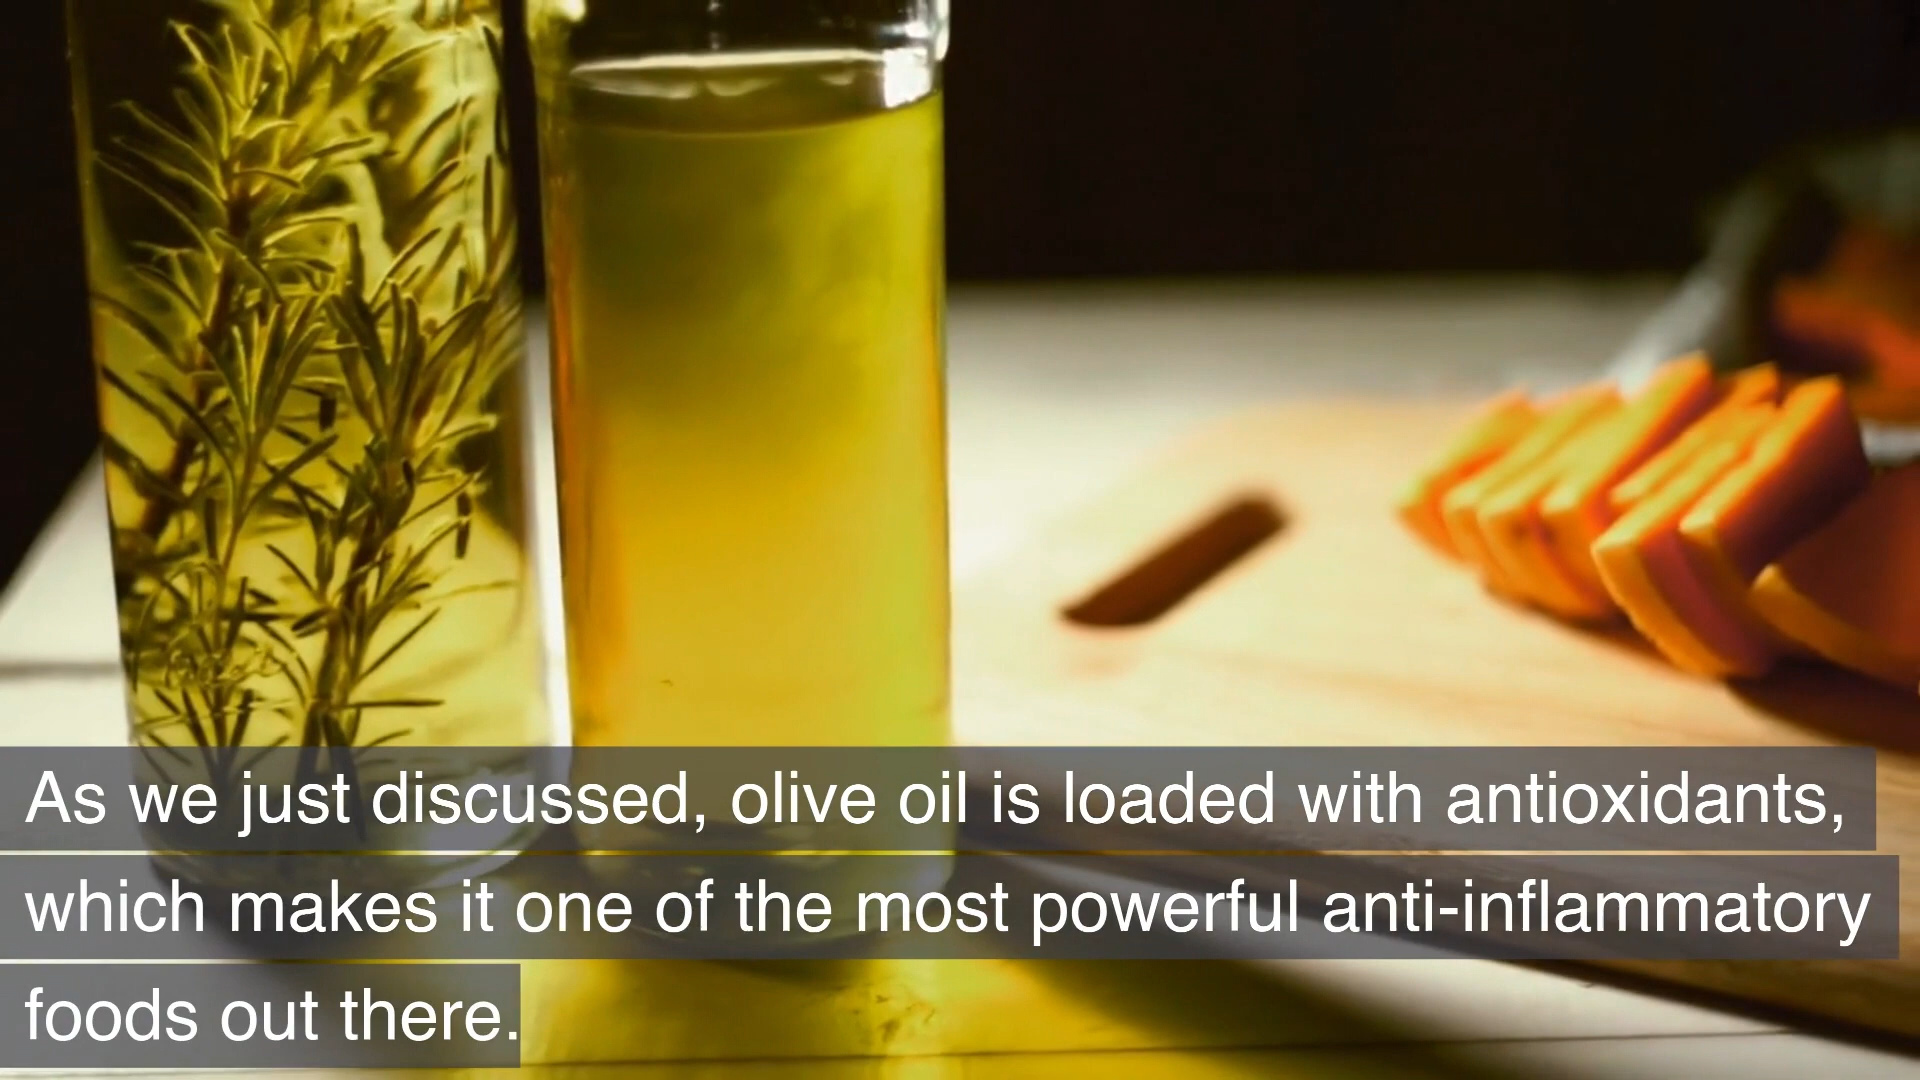 As we just discussed, olive oil is loaded with antioxidants,
which makes it one of the most powerful anti-inflammatory
foods out there.